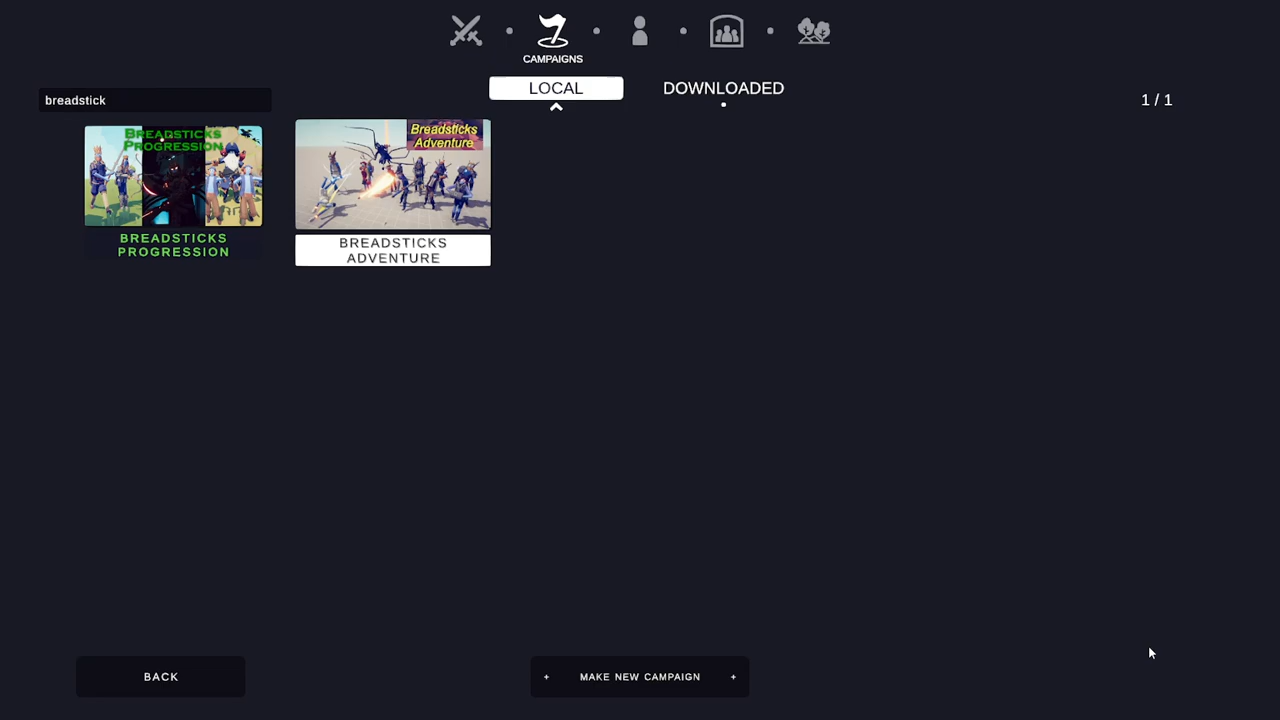 CAMPAIGNS
LOCAL
DOWNLOADED
breadstick
1 / 1
BREADSTICKS
PROGRESSION
Breadsticks
Adventure
BREADSTICKS
PROGRESSION
BREADSTICKS
ADVENTURE
BACK
+ MAKE NEW CAMPAIGN +